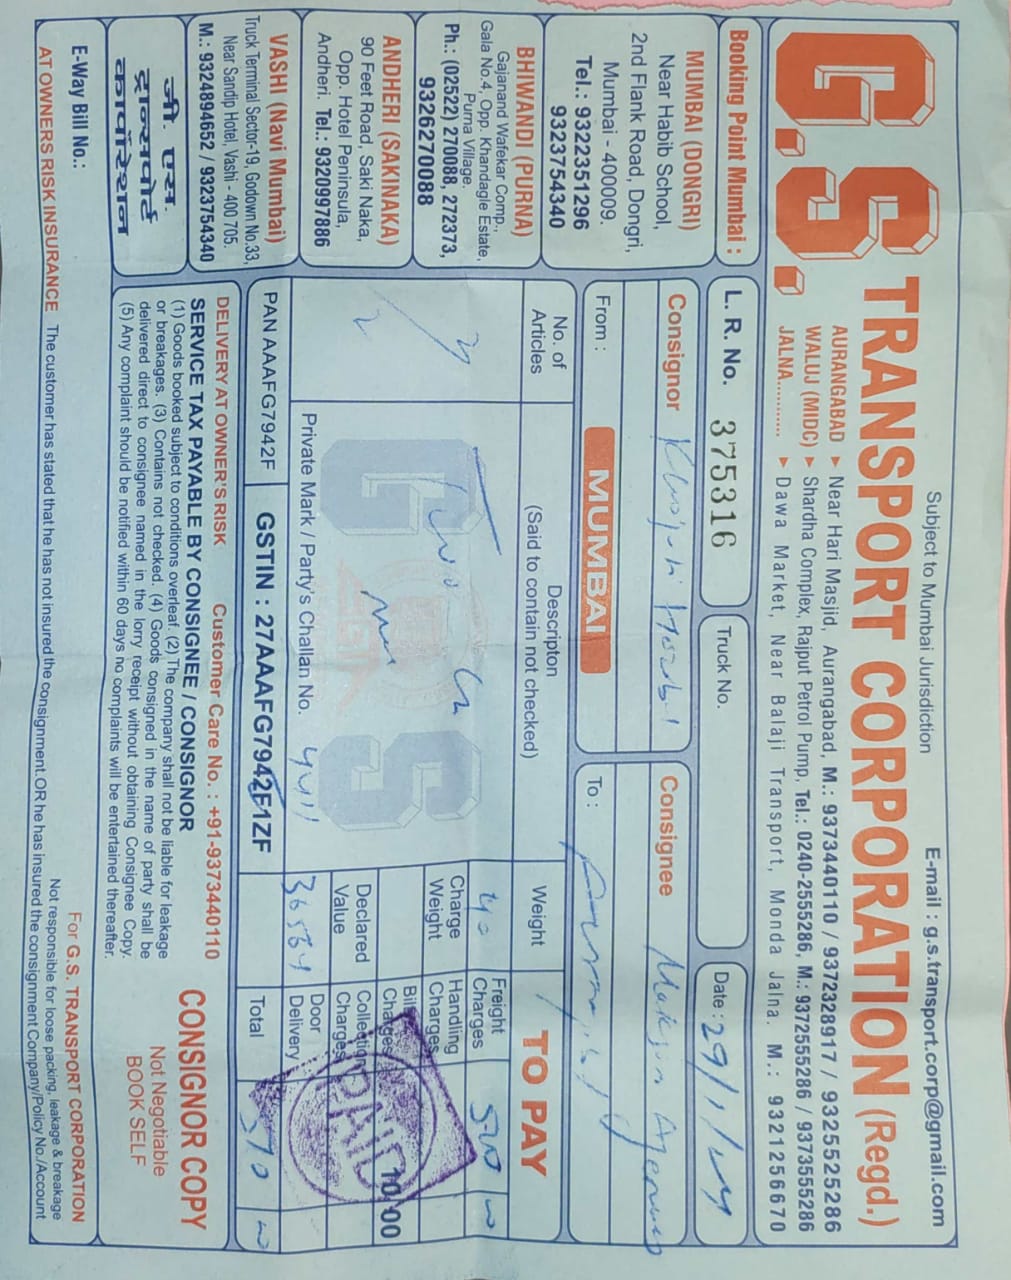 Subject to Mumbai Jurisdiction
E-mail : g.s.transport.corp@gmail.com
G.S. TRANSPORT CORPORATION (Regd.)
AURANGABAD ▸ Near Hari Masjid, Aurangabad, M.: 9373440110 / 9372328917 / 9325525286
WALUJ (MIDC) ▸ Shardha Complex, Rajput Petrol Pump, Tel.: 0240-2555286, M.: 9372555286 / 9373555286
JALNA.......... ▸ Dawa Market, Near Balaji Transport, Monda Jalna. M.: 9321256670
Booking Point Mumbai :
MUMBAI (DONGRI)
Near Habib School,
2nd Flank Road, Dongri,
Mumbai - 400009.
Tel.: 9322351296
9323754340
BHIWANDI (PURNA)
Gajanand Wafekar Comp.,
Gala No.4, Opp. Khandagle Estate,
Purna Village,
Ph.: (02522) 270088, 272373,
9326270088
ANDHERI (SAKINAKA)
90 Feet Road, Saki Naka,
Opp. Hotel Peninsula,
Andheri. Tel.: 9320997886
VASHI (Navi Mumbai)
Truck Terminal Sector-19, Godown No.33,
Near Sandip Hotel, Vashi - 400 705.
M.: 9324894652 / 9323754340
जी. एस.
ट्रान्सपोर्ट
कार्पोरेशन
L. R. No. 375316
Truck No.
Date : 29/1/24
Consignor
Consignee
From : MUMBAI
To :
No. of Articles
Descripton
(Said to contain not checked)
Weight
TO PAY
40
Freight Charges 500
Charge Weight
Handling Charges
10.00
Declared Value
Collection Charges
36584
Door Delivery
PAID
Private Mark / Party's Challan No. 4411
PAN AAAFG7942F
GSTIN : 27AAAFG7942F1ZF
Total 510
DELIVERY AT OWNER'S RISK
Customer Care No. : +91-9373440110
SERVICE TAX PAYABLE BY CONSIGNEE / CONSIGNOR
(1) Goods booked subject to conditions overleaf. (2) The company shall not be liable for leakage
or breakages. (3) Contains not checked. (4) Goods consigned in the name of party shall be
delivered direct to consignee named in the lorry receipt without obtaining Consignee Copy.
(5) Any complaint should be notified within 60 days no complaints will be entertained thereafter.
CONSIGNOR COPY
Not Negotiable
BOOK SELF
E-Way Bill No.:
For G.S. TRANSPORT CORPORATION
Not responsible for loose packing, leakage & breakage
AT OWNERS RISK INSURANCE The customer has stated that he has not insured the consignment.OR he has insured the consignment Company/Policy No./Account